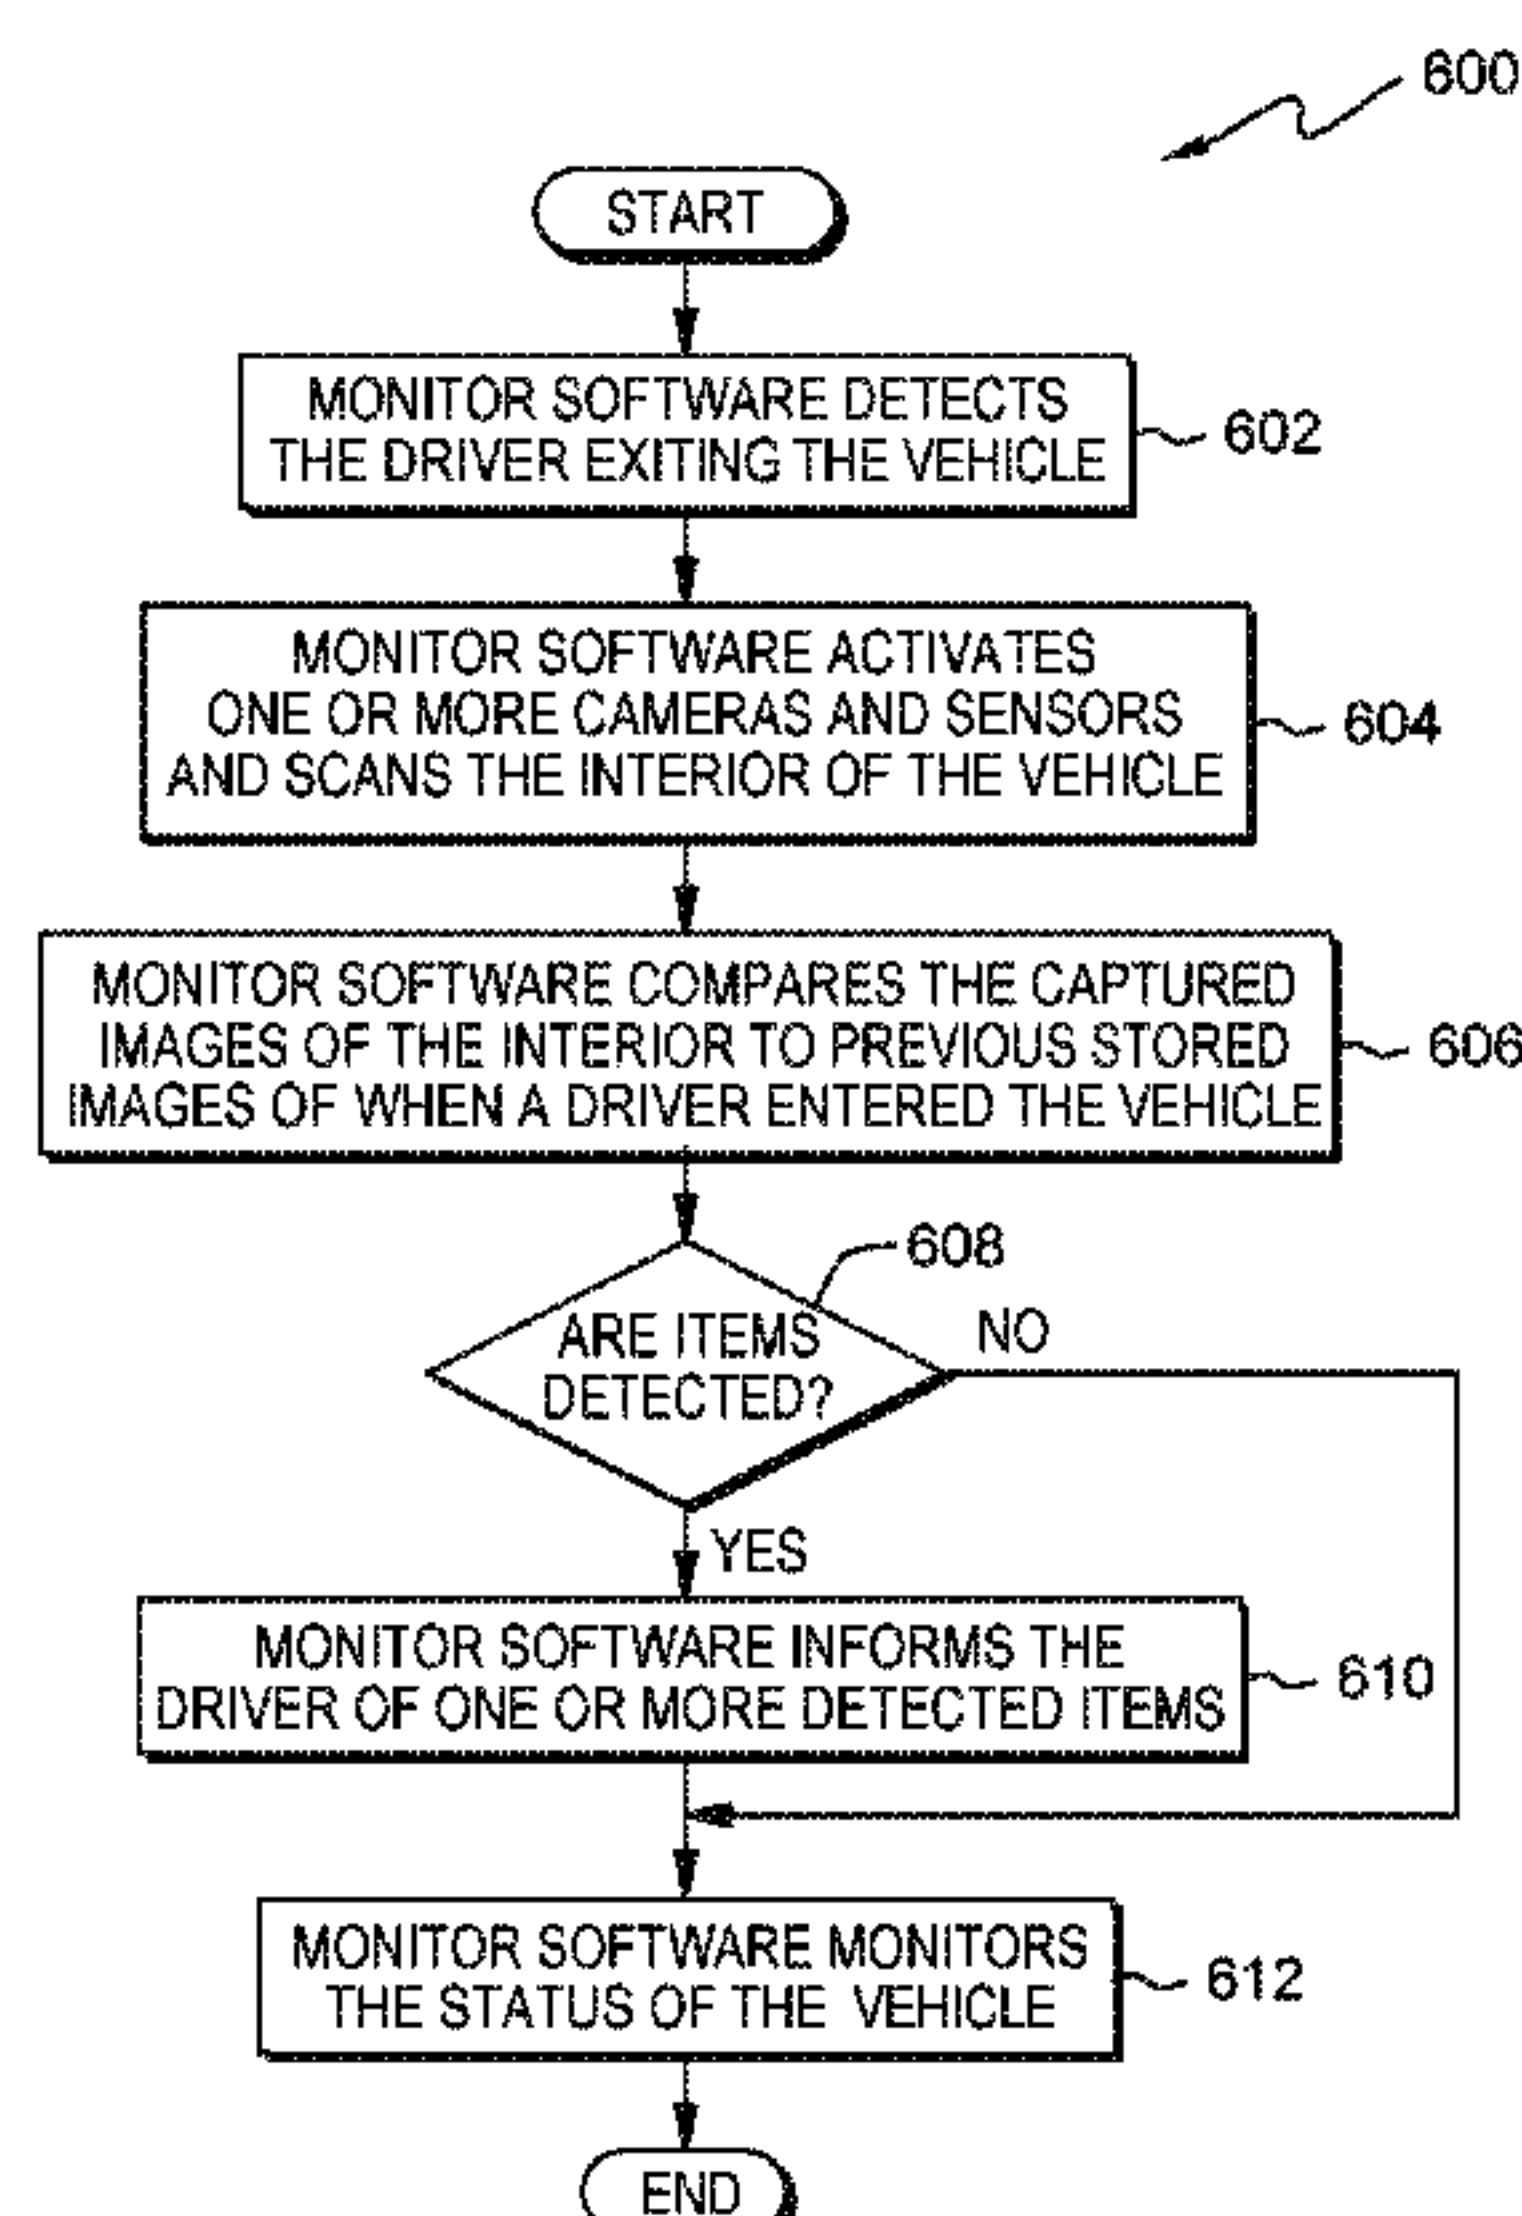 600
START
MONITOR SOFTWARE DETECTS
THE DRIVER EXITING THE VEHICLE
602
MONITOR SOFTWARE ACTIVATES
ONE OR MORE CAMERAS AND SENSORS
AND SCANS THE INTERIOR OF THE VEHICLE
604
MONITOR SOFTWARE COMPARES THE CAPTURED
IMAGES OF THE INTERIOR TO PREVIOUS STORED
IMAGES OF WHEN A DRIVER ENTERED THE VEHICLE
606
608
ARE ITEMS
DETECTED?
NO
YES
MONITOR SOFTWARE INFORMS THE
DRIVER OF ONE OR MORE DETECTED ITEMS
610
MONITOR SOFTWARE MONITORS
THE STATUS OF THE VEHICLE
612
END